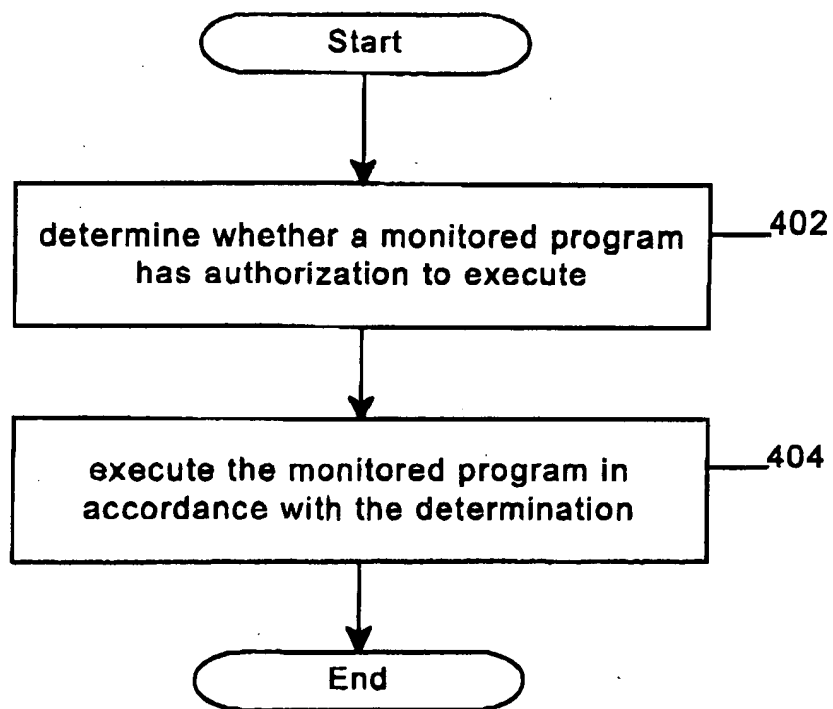 Start
determine whether a monitored program
has authorization to execute
402
execute the monitored program in
accordance with the determination
404
End